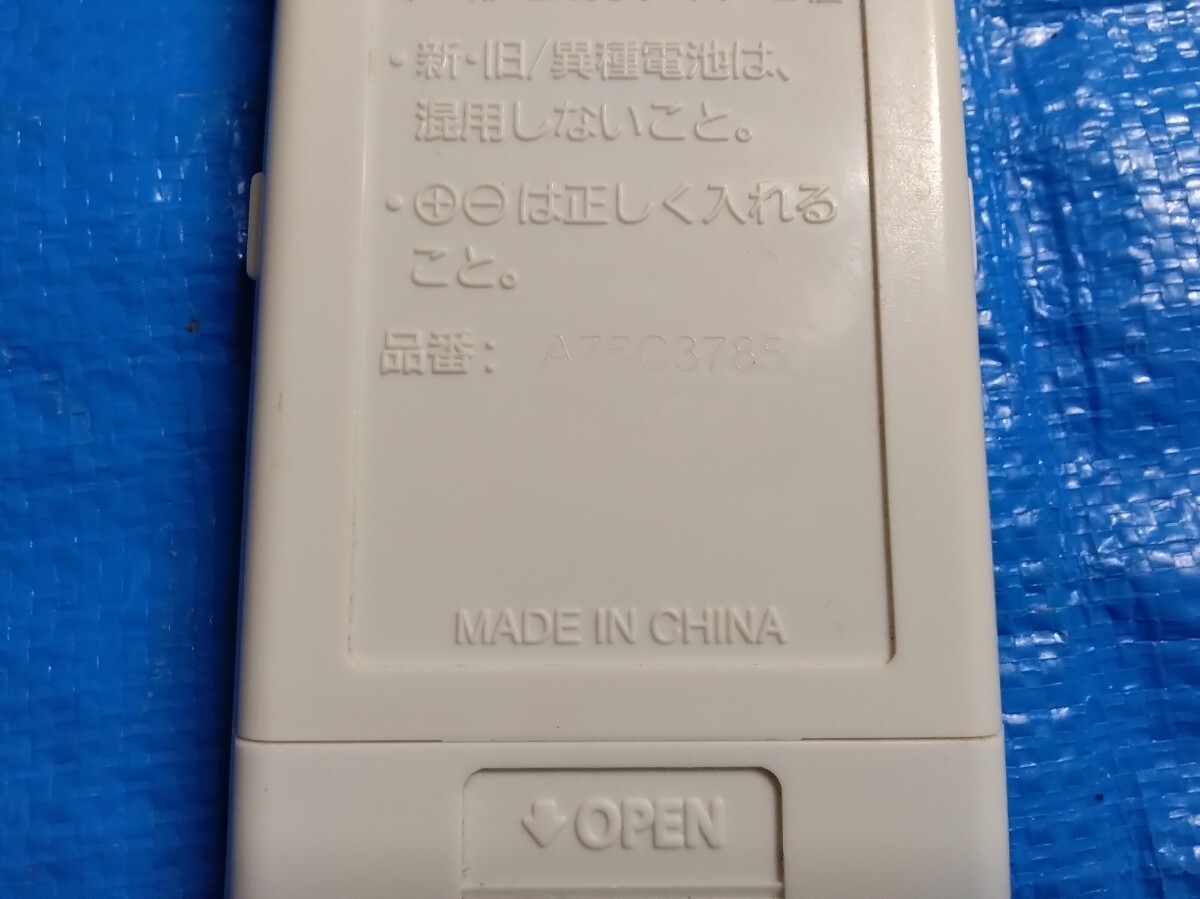 ・新・旧/異種電池は、
混用しないこと。
・⊕⊖は正しく入れる
こと。
品番: A75C3785
MADE IN CHINA
OPEN